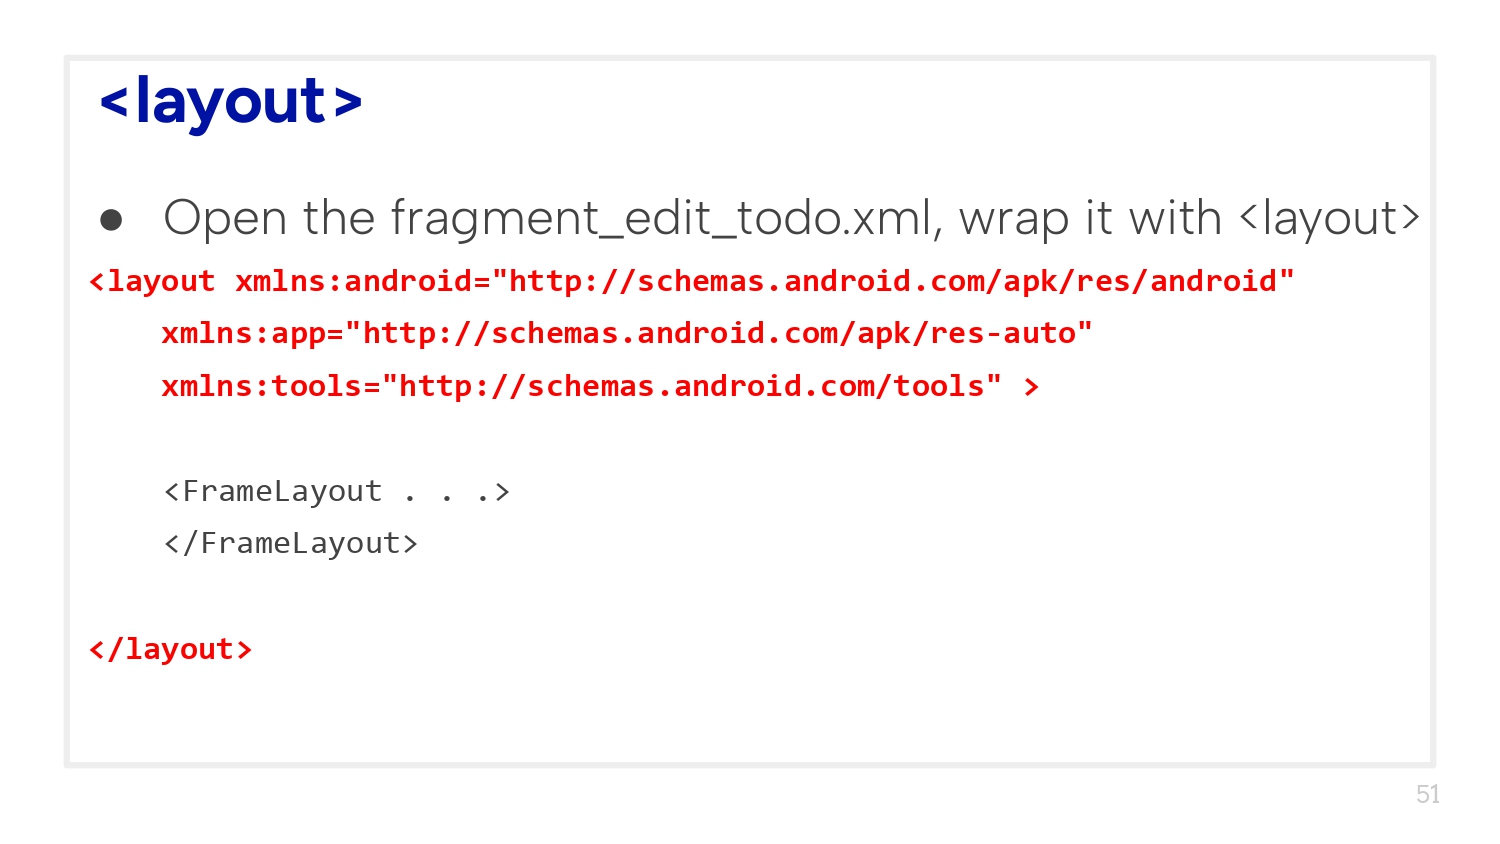 <layout>
● Open the fragment_edit_todo.xml, wrap it with <layout>
<layout xmlns:android="http://schemas.android.com/apk/res/android"
xmlns:app="http://schemas.android.com/apk/res-auto"
xmlns:tools="http://schemas.android.com/tools" >
<FrameLayout . . .>
</FrameLayout>
</layout>
51